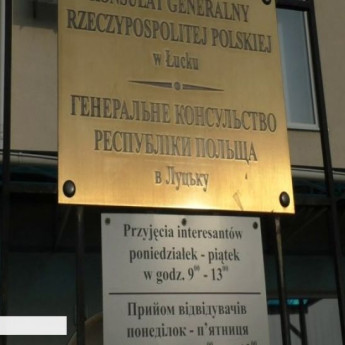 KONSULAT GENERALNY
RZECZYPOSPOLITEJ POLSKIEJ
w Łucku
ГЕНЕРАЛЬНЕ КОНСУЛЬСТВО
РЕСПУБЛІКИ ПОЛЬЩА
в Луцьку
Przyjęcia interesantów
poniedziałek - piątek
w godz. 9⁰⁰ - 13⁰⁰
Прийом відвідувачів
понеділок - п'ятниця